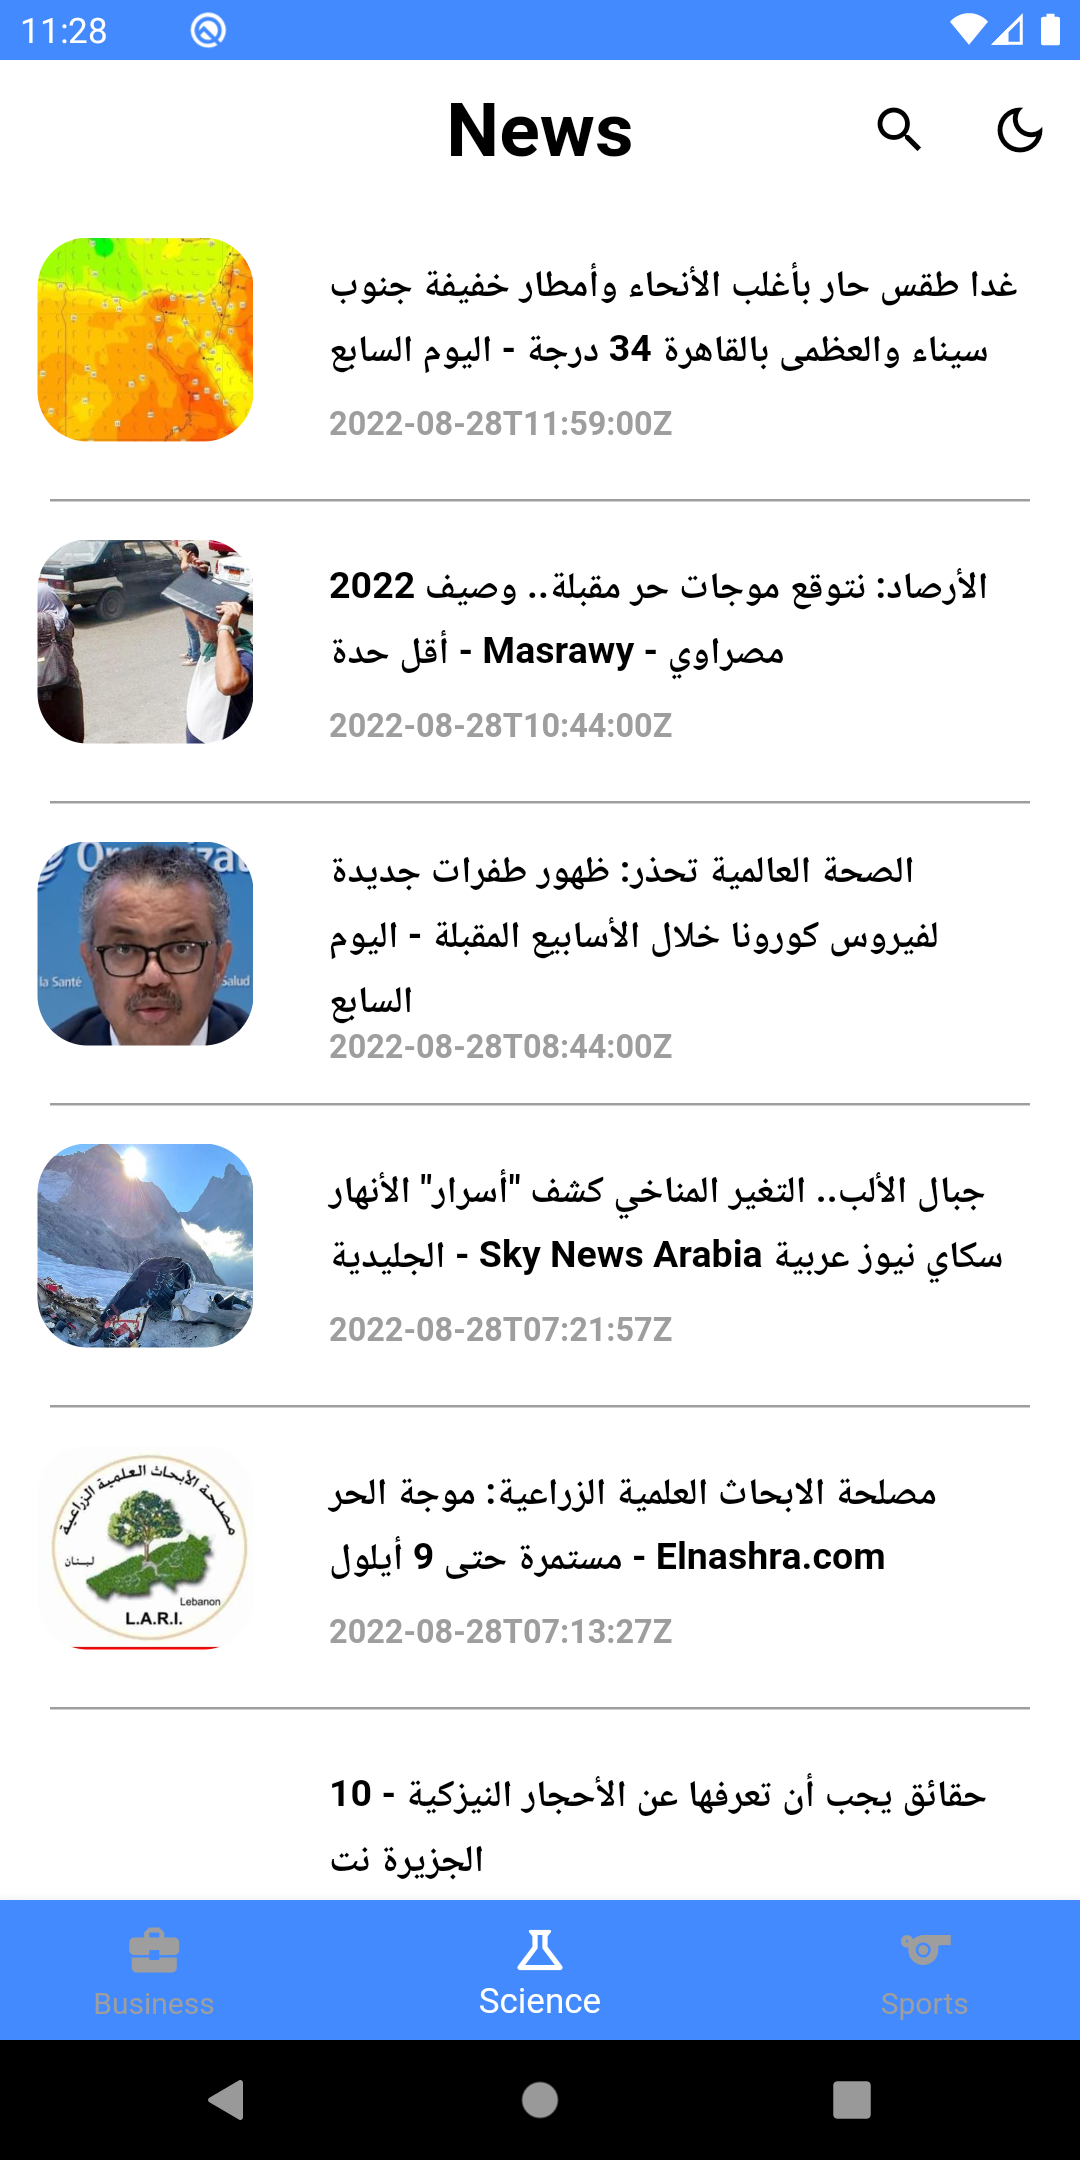 11:28
News
غدا طقس حار بأغلب الأنحاء وأمطار خفيفة جنوب
سيناء والعظمى بالقاهرة 34 درجة - اليوم السابع
2022-08-28T11:59:00Z
الأرصاد: نتوقع موجات حر مقبلة.. وصيف 2022
أقل حدة - Masrawy - مصراوي
2022-08-28T10:44:00Z
Organizat
la Santé
Salud
الصحة العالمية تحذر: ظهور طفرات جديدة
لفيروس كورونا خلال الأسابيع المقبلة - اليوم
السابع
2022-08-28T08:44:00Z
جبال الألب.. التغير المناخي كشف "أسرار" الأنهار
الجليدية - Sky News Arabia سكاي نيوز عربية
2022-08-28T07:21:57Z
مصلحة الأبحاث العلمية الزراعية
لبنان
Lebanon
L.A.R.I.
مصلحة الابحاث العلمية الزراعية: موجة الحر
مستمرة حتى 9 أيلول - Elnashra.com
2022-08-28T07:13:27Z
10 - حقائق يجب أن تعرفها عن الأحجار النيزكية
الجزيرة نت
Business
Science
Sports